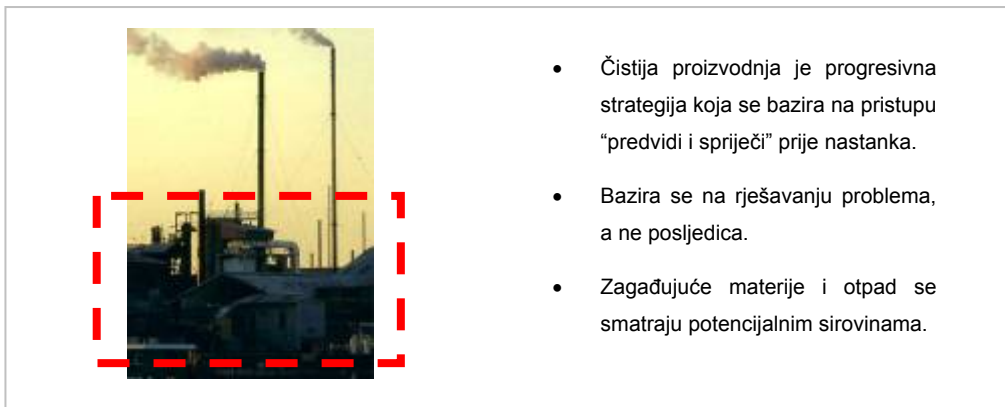 • Čistija proizvodnja je progresivna
strategija koja se bazira na pristupu
“predvidi i spriječi” prije nastanka.
• Bazira se na rješavanju problema,
a ne posljedica.
• Zagađujuće materije i otpad se
smatraju potencijalnim sirovinama.